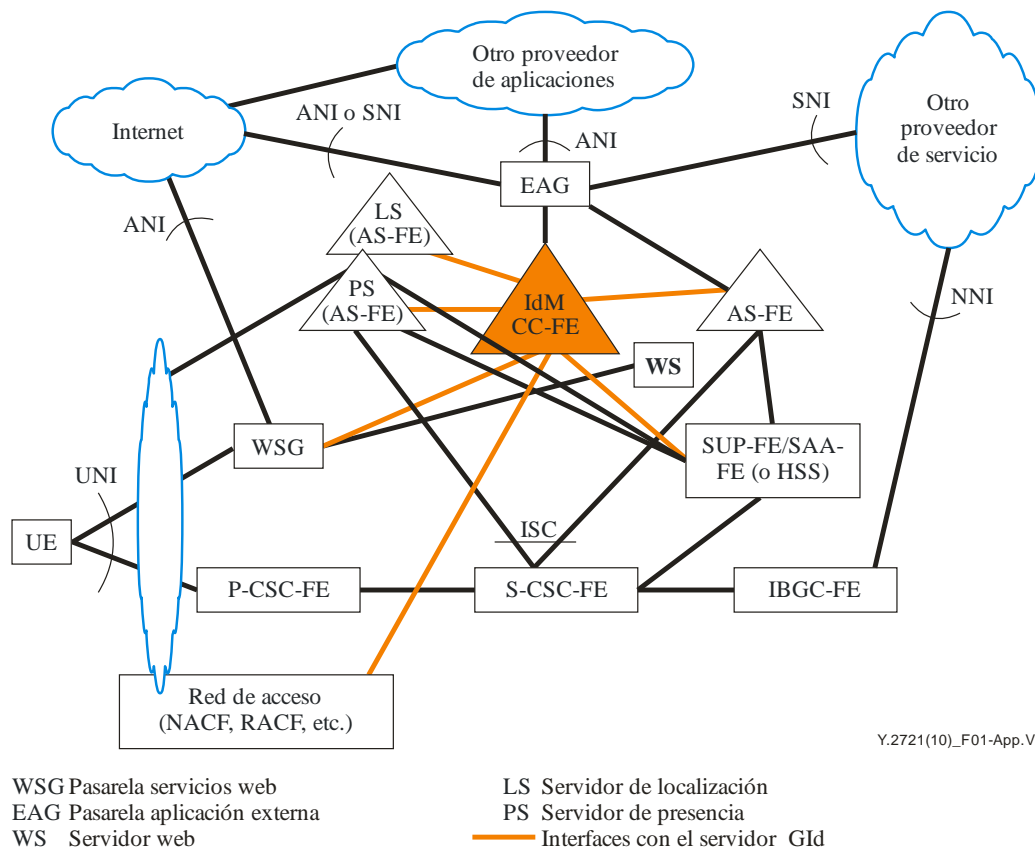 Otro proveedor
de aplicaciones
SNI
ANI o SNI
Otro
proveedor
de servicio
Internet
ANI
EAG
LS
(AS-FE)
ANI
PS
(AS-FE)
IdM
CC-FE
AS-FE
NNI
WS
WSG
SUP-FE/SAA-
FE (o HSS)
UNI
ISC
UE
P-CSC-FE
S-CSC-FE
IBGC-FE
Red de acceso
(NACF, RACF, etc.)
Y.2721(10)_F01-App.V
WSG Pasarela servicios web
EAG Pasarela aplicación externa
WS Servidor web
LS Servidor de localización
PS Servidor de presencia
Interfaces con el servidor GId